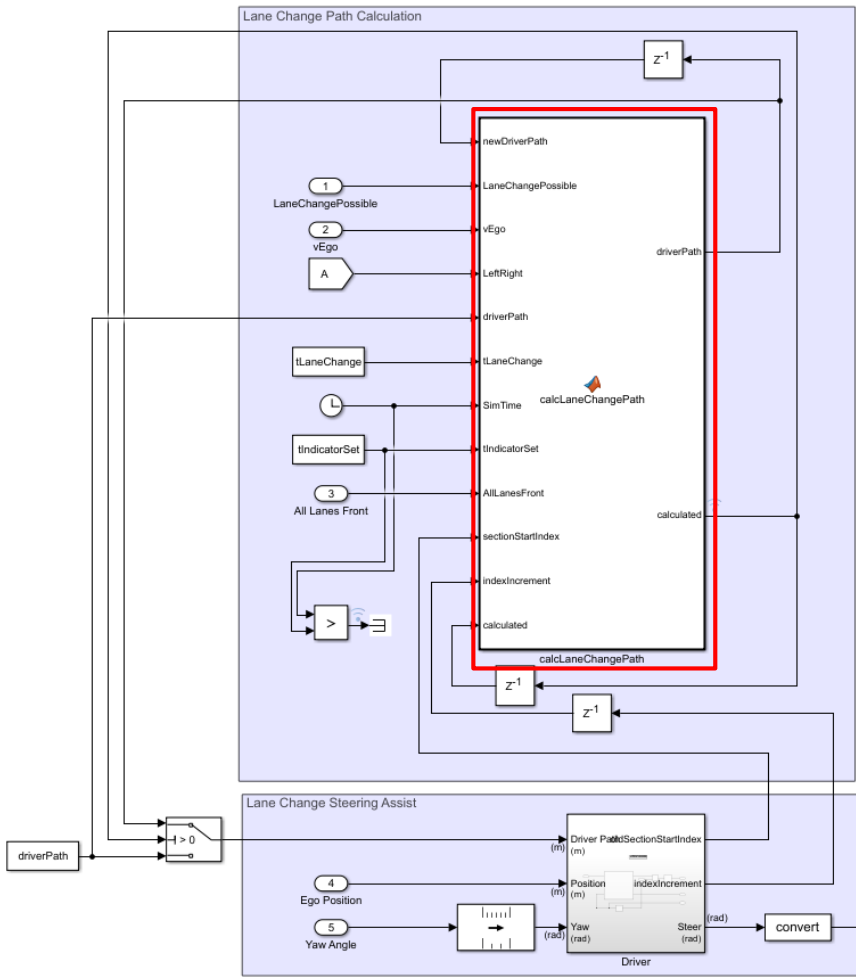 Lane Change Path Calculation
Z-1
newDriverPath
1
LaneChangePossible
LaneChangePossible
2
vEgo
vEgo
driverPath
A
LeftRight
driverPath
tLaneChange
tLaneChange
calcLaneChangePath
SimTime
tIndicatorSet
tIndicatorSet
3
AllLanesFront
All Lanes Front
calculated
sectionStartIndex
indexIncrement
>
calculated
calcLaneChangePath
Z-1
Z-1
Lane Change Steering Assist
> 0
driverPath
Driver Path
(m)
(m)
oldSectionStartIndex
4
Ego Position
(m)
Position
(m)
indexIncrement
5
Yaw Angle
(rad)
Yaw
(rad)
Steer
(rad)
(rad)
convert
Driver